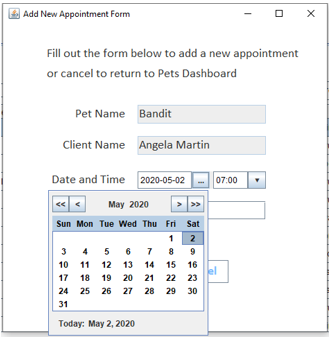 Add New Appointment Form
Fill out the form below to add a new appointment
or cancel to return to Pets Dashboard
Pet Name Bandit
Client Name Angela Martin
Date and Time 2020-05-02 ... 07:00
<< < May 2020 > >>
Sun Mon Tue Wed Thu Fri Sat
1 2
3 4 5 6 7 8 9
10 11 12 13 14 15 16
17 18 19 20 21 22 23
24 25 26 27 28 29 30
31
Today: May 2, 2020